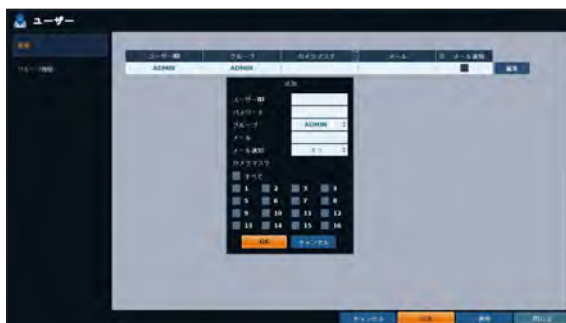 ユーザー
管理
グループ権限
ユーザーID グループ カメラマスク メール メール通知
ADMIN ADMIN
編集
追加
ユーザーID
パスワード
グループ ADMIN
メール
メール通知 オフ
カメラマスク
すべて
1 2 3 4
5 6 7 8
9 10 11 12
13 14 15 16
OK キャンセル
キャンセル 追加 適用 閉じる